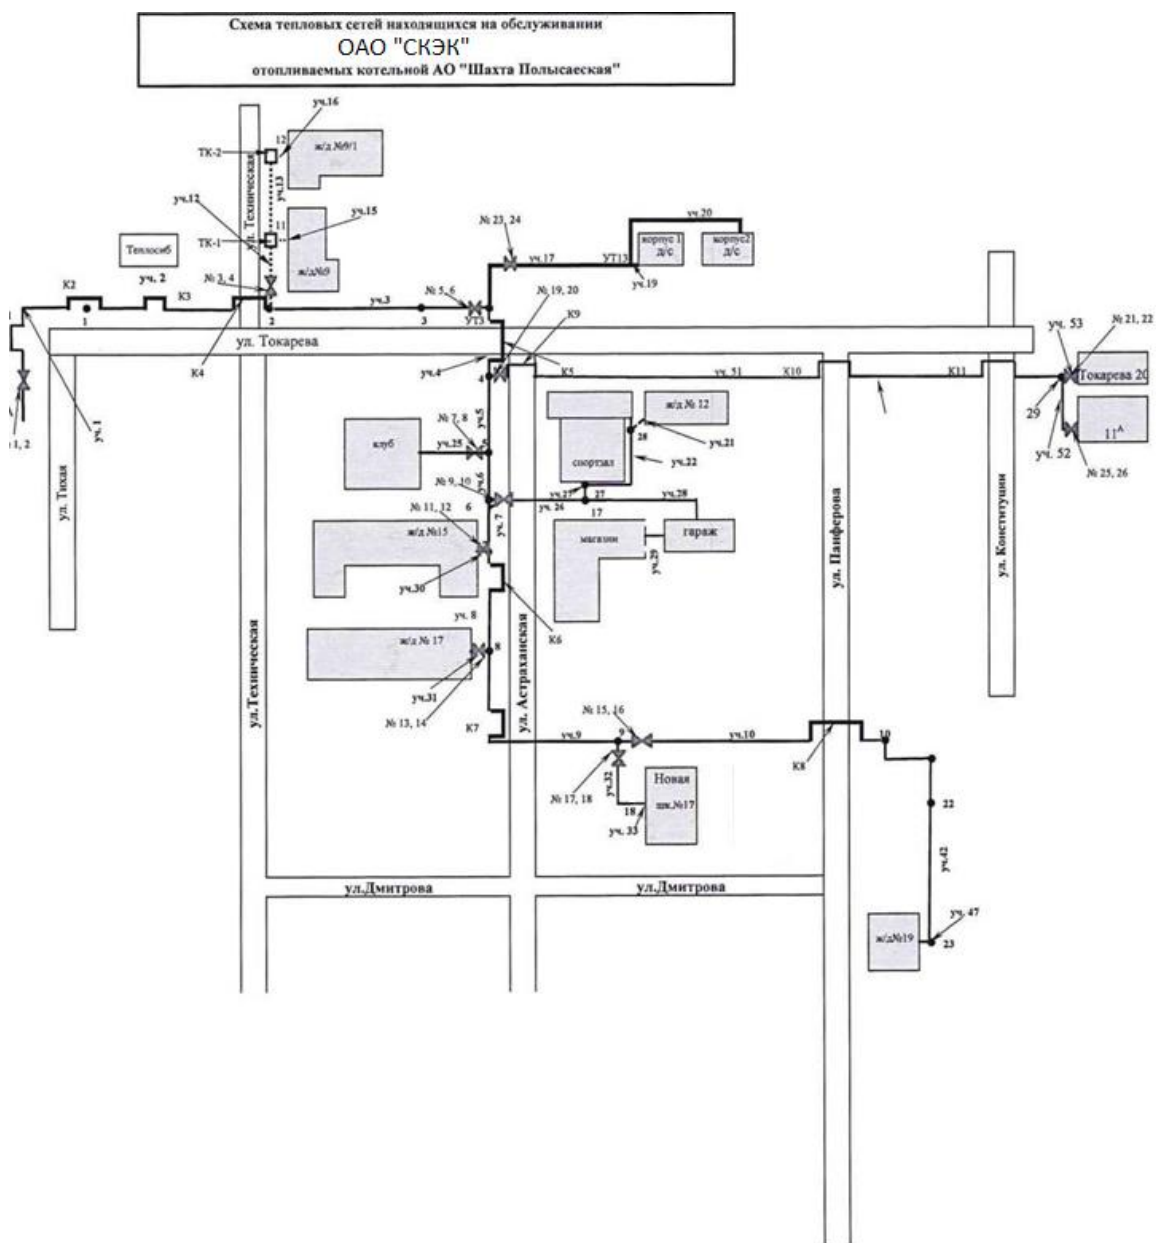 Схема тепловых сетей находящихся на обслуживании
ОАО "СКЭК"
отопливаемых котельной АО "Шахта Полысаеская"
уч.16
12
ж/д №9/1
ТК-2
ул. Техническая
уч.13
уч.12
уч.15
11
ТК-1
ж/д№9
Теплосиб
уч. 2
№ 3, 4
К2
К3
1
2
уч.3
3
№ 5, 6
УТ3
№ 23, 24
уч.17
УТ13
уч.20
корпус 1
д/с
корпус2
д/с
уч.19
№ 19, 20
К9
ул. Токарева
К4
уч.4
4
К5
уч. 51
К10
К11
уч. 53
№ 21, 22
Токарева 20
29
11А
уч. 52
№ 25, 26
1, 2
уч. 1
ул. Тихая
уч.5
№ 7, 8
клуб
уч.25
5
ж/д № 12
28
уч.21
уч.22
спортзал
уч.6
№ 9, 10
уч.27
27
уч.28
уч. 26
17
№ 11, 12
6
уч. 7
ж/д №15
магазин
гараж
уч.29
уч.30
К6
уч. 8
ж/д № 17
8
уч.31
№ 13, 14
ул.Техническая
ул. Астраханская
ул. Панферова
ул. Конституции
К7
№ 15, 16
уч.9
9
уч.10
10
К8
№ 17, 18
уч.32
Новая
шк.№17
18
уч. 33
22
уч.42
ул.Дмитрова
ул.Дмитрова
уч. 47
ж/д№19
23